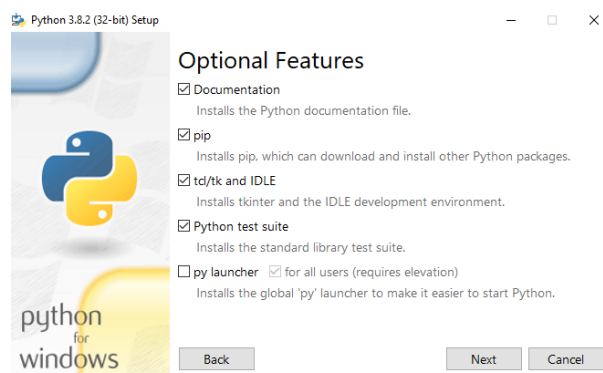 Python 3.8.2 (32-bit) Setup
Optional Features
Documentation
Installs the Python documentation file.
pip
Installs pip, which can download and install other Python packages.
tcl/tk and IDLE
Installs tkinter and the IDLE development environment.
Python test suite
Installs the standard library test suite.
py launcher for all users (requires elevation)
Installs the global 'py' launcher to make it easier to start Python.
python
for
windows
Back Next Cancel